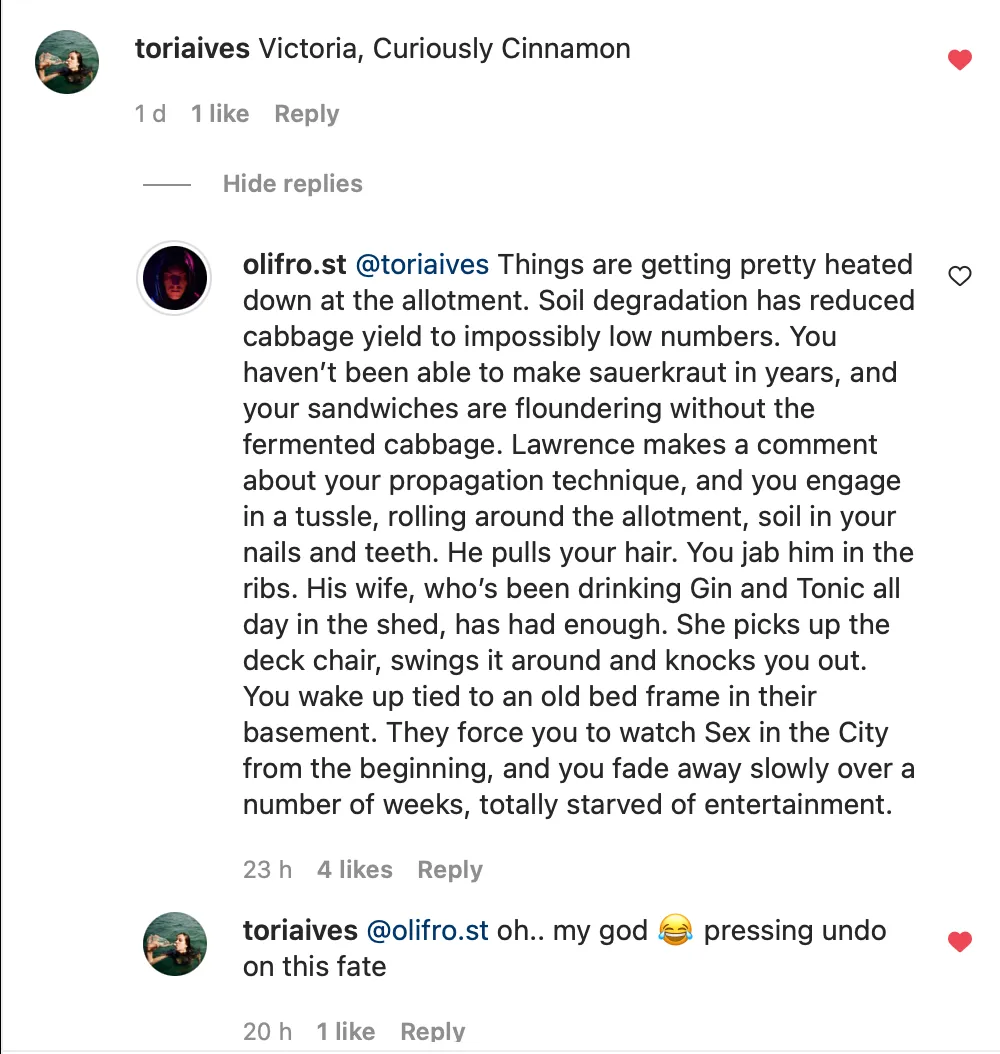 toriaives Victoria, Curiously Cinnamon
1 d 1 like Reply
Hide replies
olifro.st @toriaives Things are getting pretty heated
down at the allotment. Soil degradation has reduced
cabbage yield to impossibly low numbers. You
haven’t been able to make sauerkraut in years, and
your sandwiches are floundering without the
fermented cabbage. Lawrence makes a comment
about your propagation technique, and you engage
in a tussle, rolling around the allotment, soil in your
nails and teeth. He pulls your hair. You jab him in the
ribs. His wife, who’s been drinking Gin and Tonic all
day in the shed, has had enough. She picks up the
deck chair, swings it around and knocks you out.
You wake up tied to an old bed frame in their
basement. They force you to watch Sex in the City
from the beginning, and you fade away slowly over a
number of weeks, totally starved of entertainment.
23 h 4 likes Reply
toriaives @olifro.st oh.. my god 😂 pressing undo
on this fate
20 h 1 like Reply